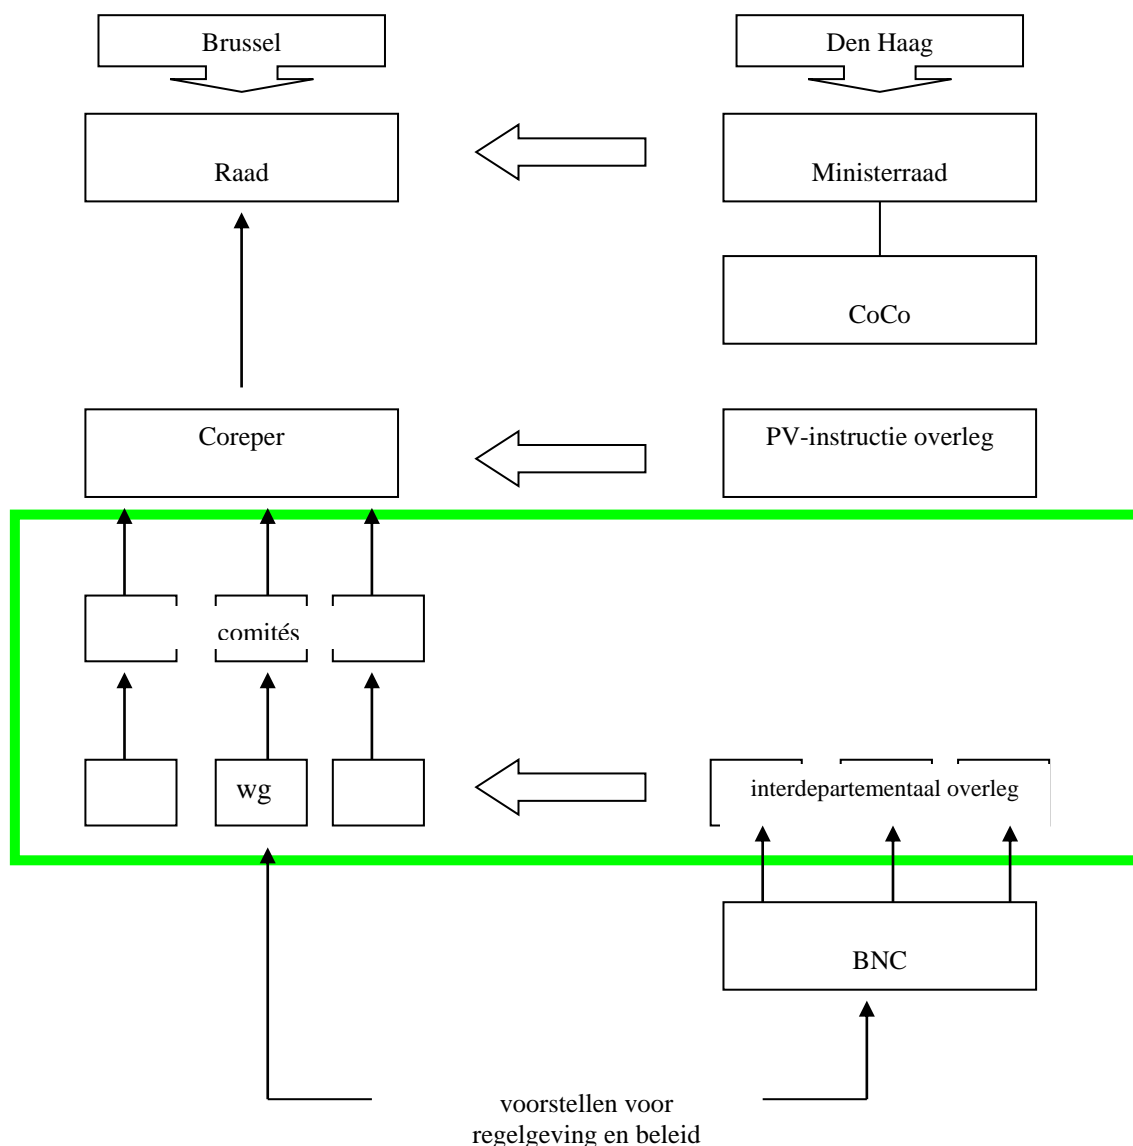 Brussel
Den Haag
Raad
Ministerraad
CoCo
Coreper
PV-instructie overleg
comités
wg
interdepartementaal overleg
BNC
voorstellen voor
regelgeving en beleid